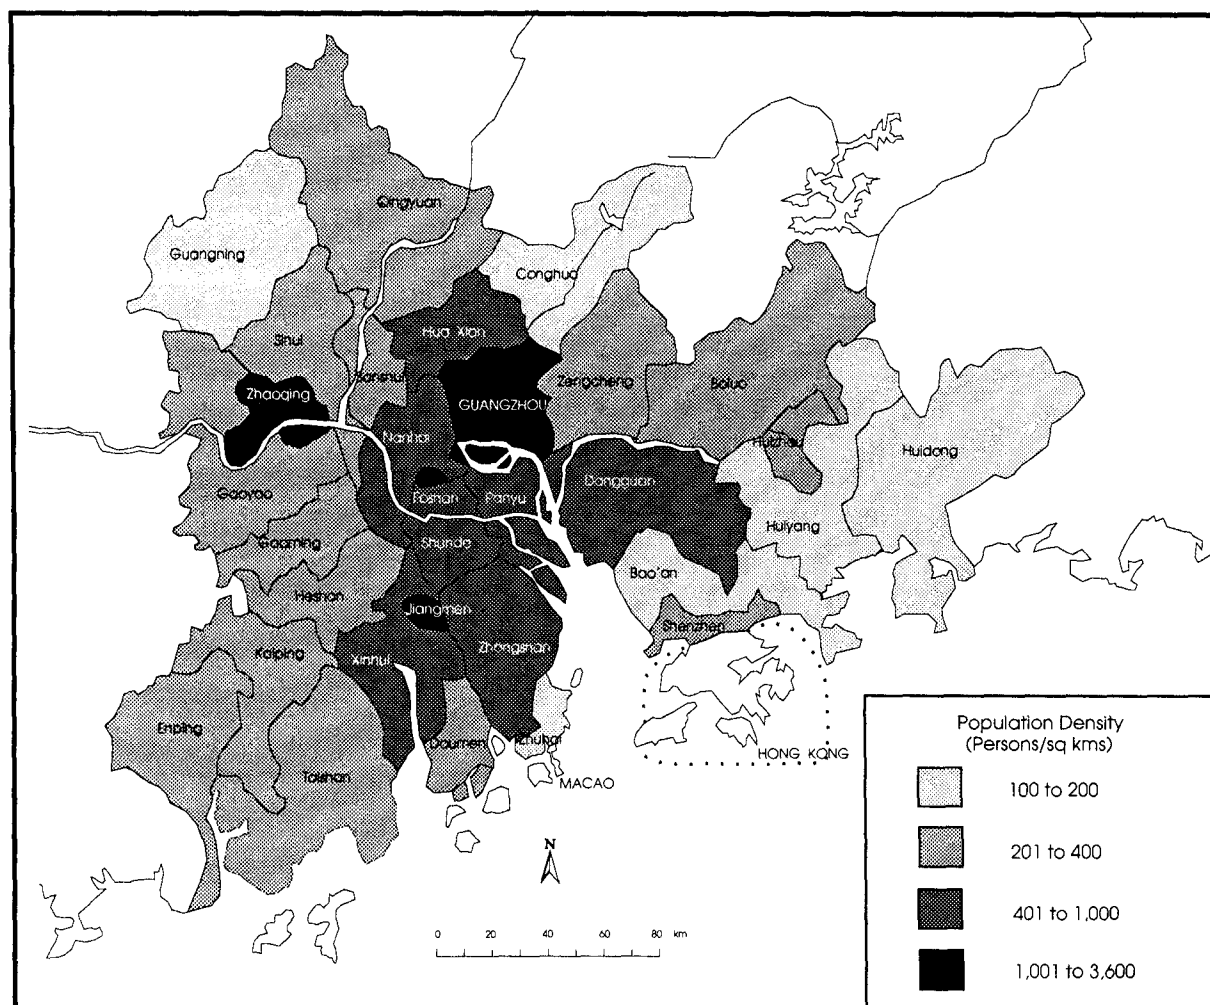 Qingyuan
Guangning
Conghua
Sihui
Hua Xian
Sanshui
Zengcheng
Boluo
Zhaoqing
GUANGZHOU
Nanhai
Huizhou
Huidong
Gaoyao
Foshan
Panyu
Dongguan
Huiyang
Gaoming
Shunde
Bao'an
Heshan
Jiangmen
Shenzhen
Kaiping
Xinhui
Zhongshan
Enping
Doumen
Zhuhai
Taishan
HONG KONG
MACAO
N
0 20 40 60 80 km
Population Density
(Persons/sq kms)
100 to 200
201 to 400
401 to 1,000
1,001 to 3,600